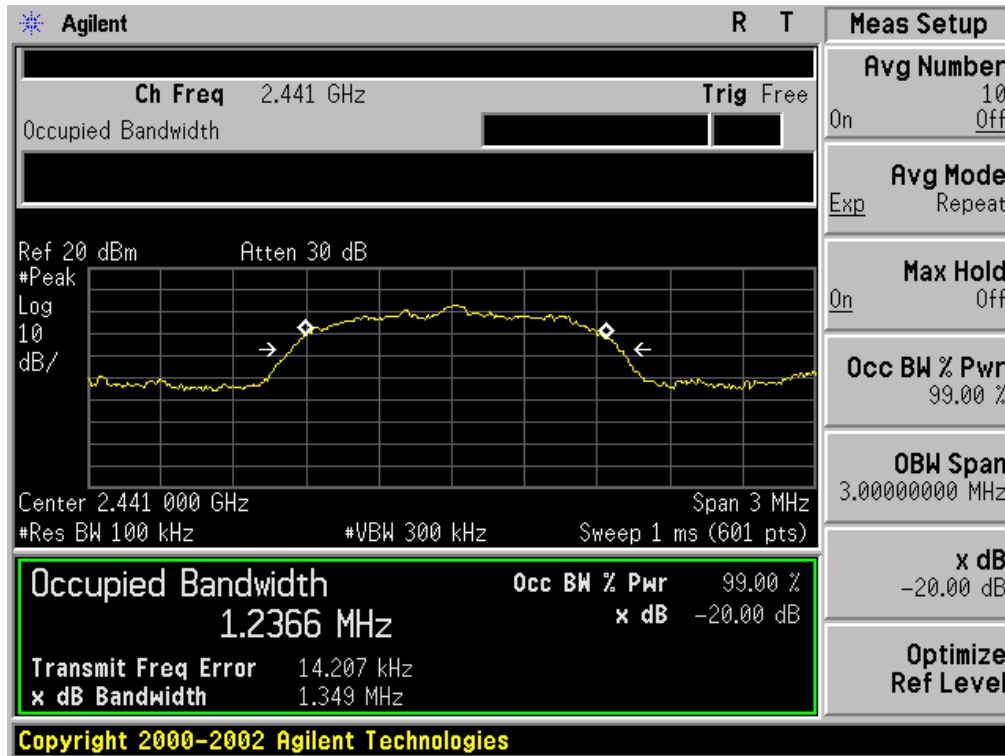 Agilent
R T
Ch Freq 2.441 GHz Trig Free
Occupied Bandwidth
Ref 20 dBm Atten 30 dB
#Peak
Log
10
dB/
Center 2.441 000 GHz Span 3 MHz
#Res BW 100 kHz #VBW 300 kHz Sweep 1 ms (601 pts)
Occupied Bandwidth
1.2366 MHz
Occ BW % Pwr 99.00 %
x dB -20.00 dB
Transmit Freq Error 14.207 kHz
x dB Bandwidth 1.349 MHz
Copyright 2000-2002 Agilent Technologies
Meas Setup
Avg Number
10
On Off
Avg Mode
Exp Repeat
Max Hold
On Off
Occ BW % Pwr
99.00 %
OBW Span
3.00000000 MHz
x dB
-20.00 dB
Optimize
Ref Level